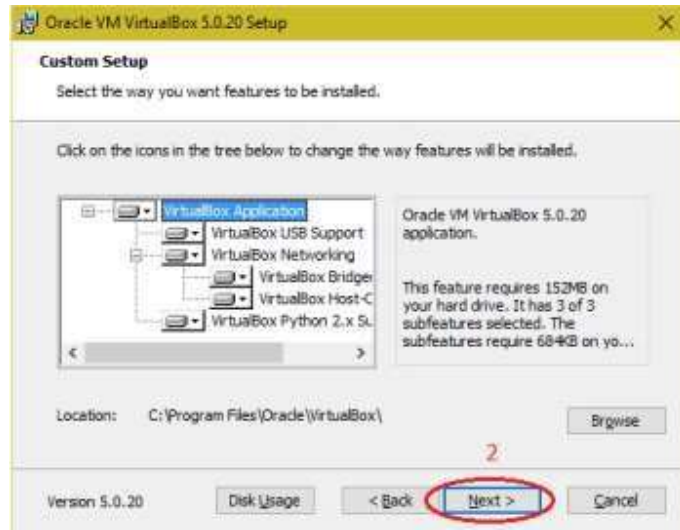 Oracle VM VirtualBox 5.0.20 Setup
Custom Setup
Select the way you want features to be installed.
Click on the icons in the tree below to change the way features will be installed.
VirtualBox Application
VirtualBox USB Support
VirtualBox Networking
VirtualBox Bridge
VirtualBox Host-C
VirtualBox Python 2.x Su
Oracle VM VirtualBox 5.0.20
application.
This feature requires 152MB on
your hard drive. It has 3 of 3
subfeatures selected. The
subfeatures require 684KB on yo...
Location: C:\Program Files\Oracle\VirtualBox\
Browse
2
Version 5.0.20 Disk Usage < Back Next > Cancel